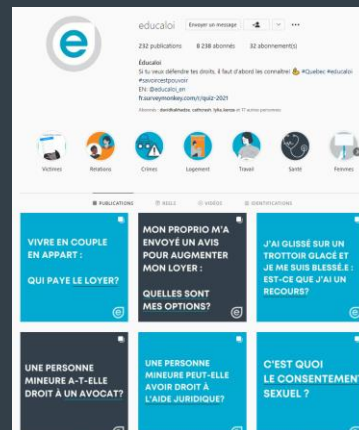 educaloi Envoyer un message
232 publications 8 238 abonnés 32 abonnement(s)
Éducaloi
Si tu veux défendre tes droits, il faut d'abord les connaître! 💪 #Quebec #educaloi
#savoircestpouvoir
EN: @educaloi_en
fr.surveymonkey.com/r/quiz-2021
Victimes Relations Crimes Logement Travail Santé Femmes
PUBLICATIONS REELS VIDÉOS IDENTIFICATIONS
VIVRE EN COUPLE
EN APPART :
QUI PAYE LE LOYER?
MON PROPRIO M'A
ENVOYÉ UN AVIS
POUR AUGMENTER
MON LOYER :
QUELLES SONT
MES OPTIONS?
J'AI GLISSÉ SUR UN
TROTTOIR GLACÉ ET
JE ME SUIS BLESSÉ.E :
EST-CE QUE J'AI UN
RECOURS?
UNE PERSONNE
MINEURE A-T-ELLE
DROIT À UN AVOCAT?
UNE PERSONNE
MINEURE PEUT-ELLE
AVOIR DROIT À
L'AIDE JURIDIQUE?
C'EST QUOI
LE CONSENTEMENT
SEXUEL ?